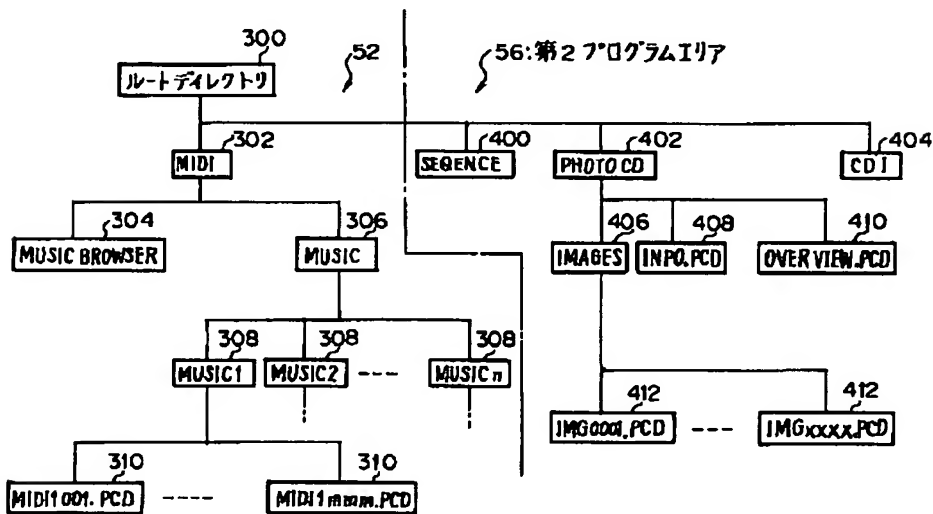 300
ルートディレクトリ
52
56:第2 プログラムエリア
302
MIDI
400
SEQENCE
402
PHOTO CD
404
CDI
304
MUSIC BROWSER
306
MUSIC
406
IMAGES
408
INPO.PCD
410
OVER VIEW.PCD
308
MUSIC1
308
MUSIC2
---
308
MUSICn
412
IMG0001.PCD
---
412
IMGxxxx.PCD
310
MIDI1001.PCD
----
310
MIDI1mmm.PCD